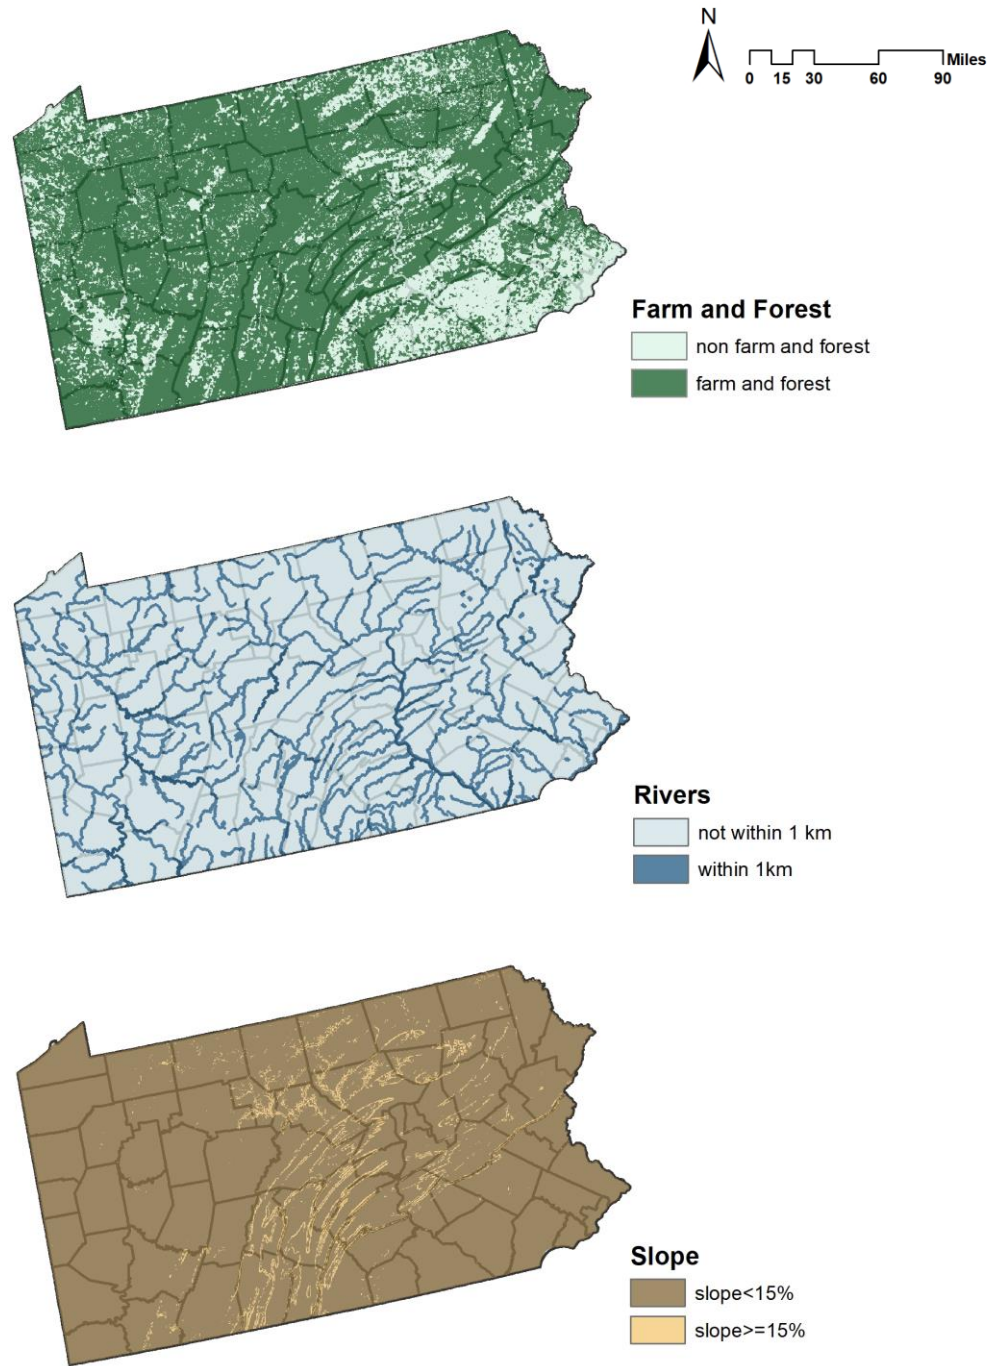 N
Miles
0 15 30 60 90
Farm and Forest
non farm and forest
farm and forest
Rivers
not within 1 km
within 1km
Slope
slope<15%
slope>=15%